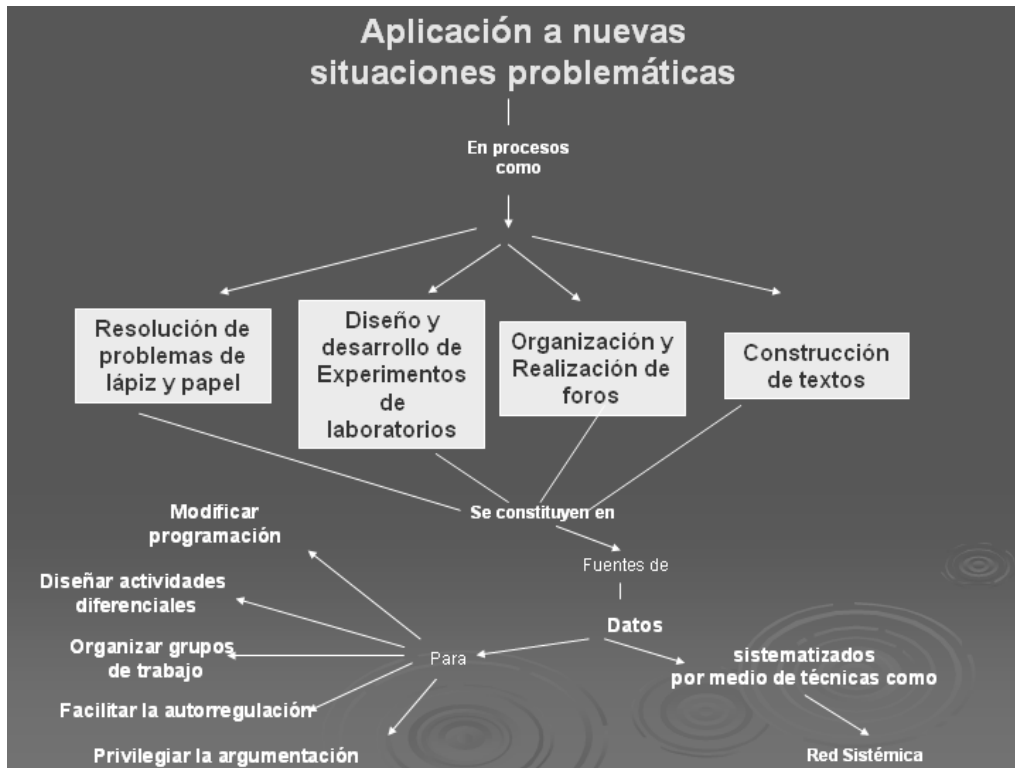 Aplicación a nuevas
situaciones problemáticas
En procesos
como
Resolución de
problemas de
lápiz y papel
Diseño y
desarrollo de
Experimentos
de
laboratorios
Organización y
Realización de
foros
Construcción
de textos
Se constituyen en
Fuentes de
Datos
Para
Modificar
programación
Diseñar actividades
diferenciales
Organizar grupos
de trabajo
Facilitar la autorregulación
Privilegiar la argumentación
sistematizados
por medio de técnicas como
Red Sistémica